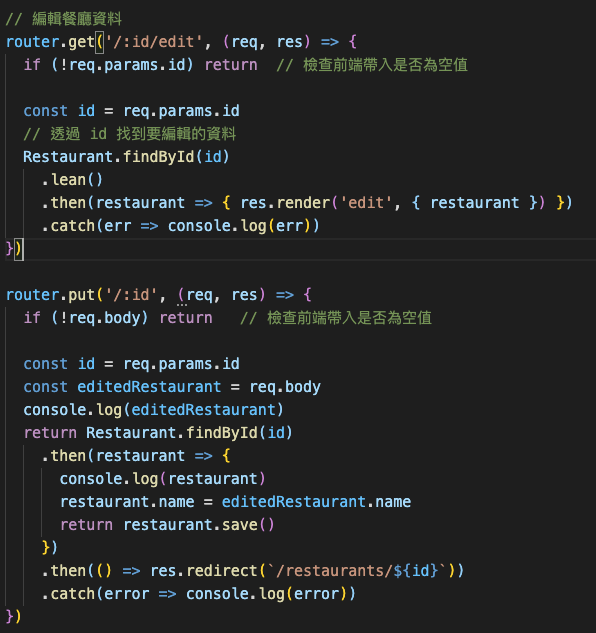 // 編輯餐廳資料
router.get('/:id/edit', (req, res) => {
  if (!req.params.id) return  // 檢查前端帶入是否為空值

  const id = req.params.id
  // 透過 id 找到要編輯的資料
  Restaurant.findById(id)
    .lean()
    .then(restaurant => { res.render('edit', { restaurant }) })
    .catch(err => console.log(err))
})

router.put('/:id', (req, res) => {
  if (!req.body) return   // 檢查前端帶入是否為空值

  const id = req.params.id
  const editedRestaurant = req.body
  console.log(editedRestaurant)
  return Restaurant.findById(id)
    .then(restaurant => {
      console.log(restaurant)
      restaurant.name = editedRestaurant.name
      return restaurant.save()
    })
    .then(() => res.redirect(`/restaurants/${id}`))
    .catch(error => console.log(error))
})